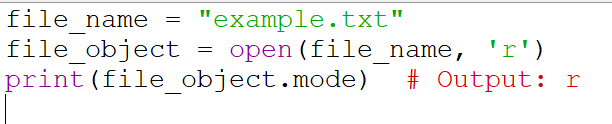 file_name = "example.txt"
file_object = open(file_name, 'r')
print(file_object.mode)  # Output: r